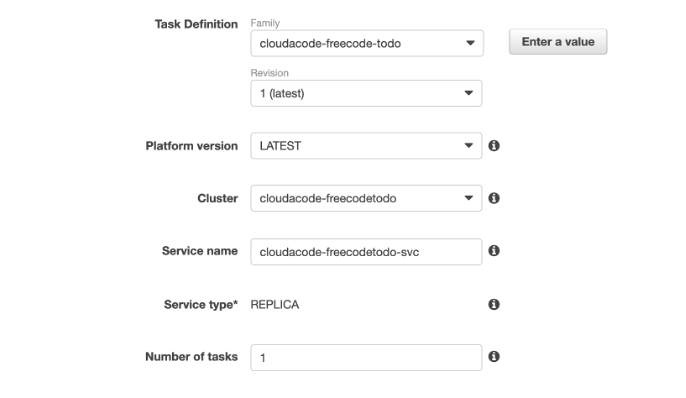 Task Definition Family
cloudacode-freecode-todo Enter a value
Revision
1 (latest)
Platform version LATEST
Cluster cloudacode-freecodetodo
Service name cloudacode-freecodetodo-svc
Service type* REPLICA
Number of tasks 1